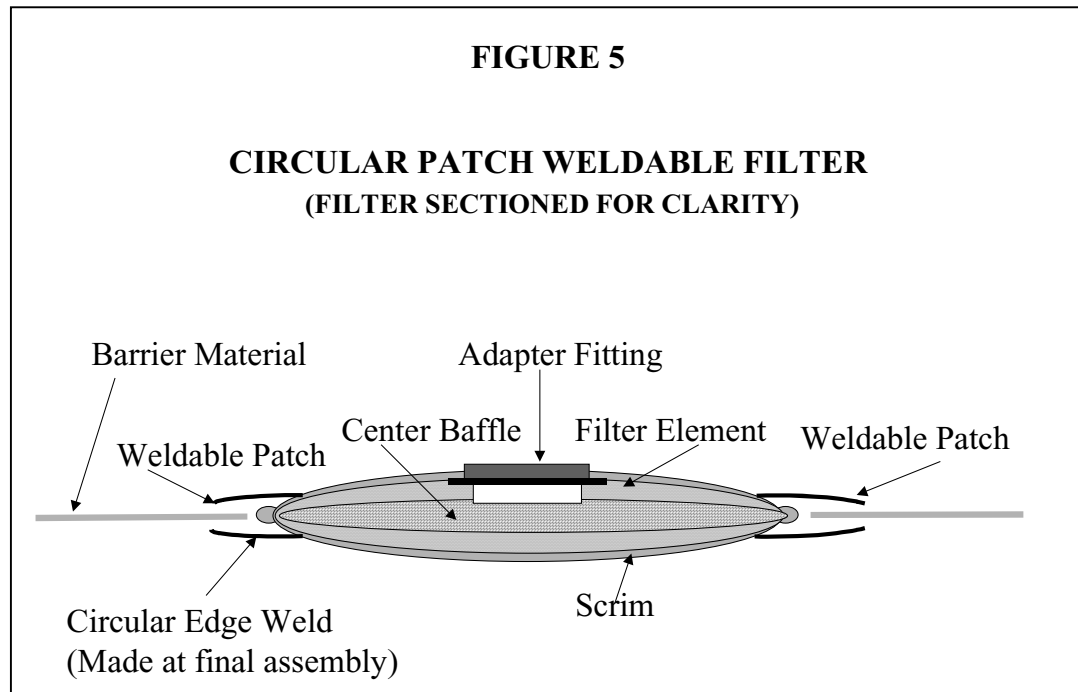 FIGURE 5
CIRCULAR PATCH WELDABLE FILTER
(FILTER SECTIONED FOR CLARITY)
Barrier Material
Adapter Fitting
Weldable Patch
Center Baffle
Filter Element
Weldable Patch
Scrim
Circular Edge Weld
(Made at final assembly)